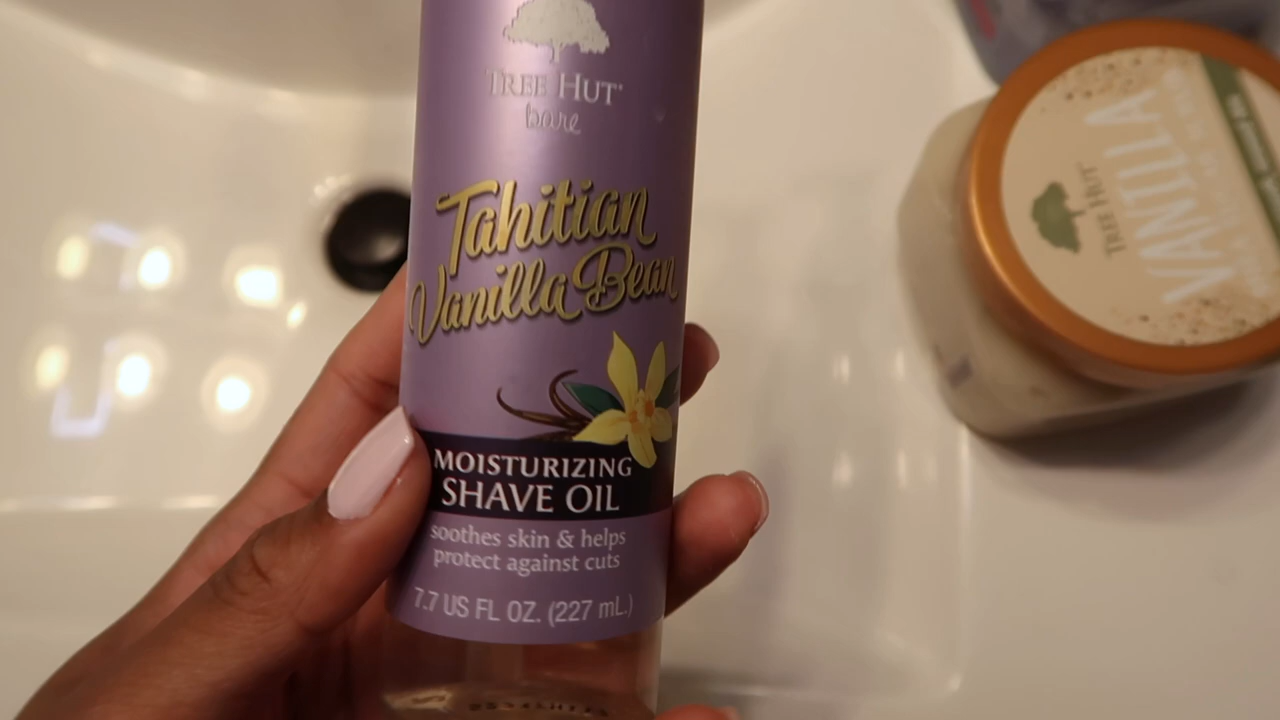 TREE HUT
bare
Tahitian
Vanilla Bean
MOISTURIZING
SHAVE OIL
soothes skin & helps
protect against cuts
7.7 US FL OZ. (227 mL)
TREE HUT
VANILLA